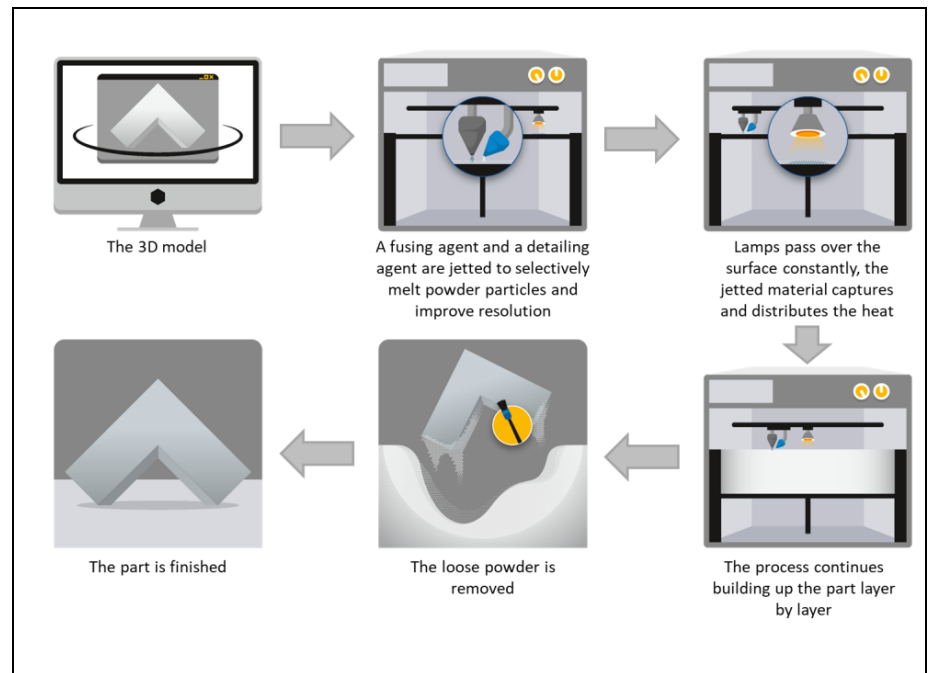 The 3D model
A fusing agent and a detailing
agent are jetted to selectively
melt powder particles and
improve resolution
Lamps pass over the
surface constantly, the
jetted material captures
and distributes the heat
The process continues
building up the part layer
by layer
The loose powder is
removed
The part is finished